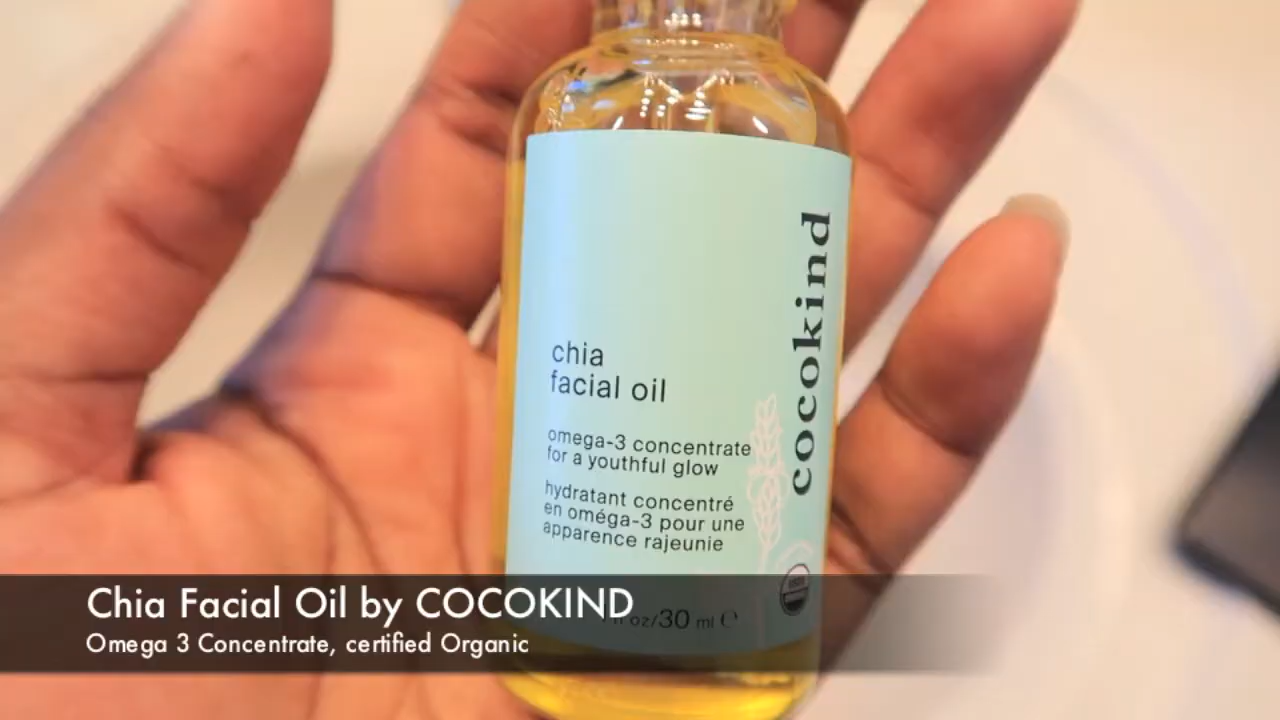 chia
facial oil
omega-3 concentrate
for a youthful glow
hydratant concentré
en oméga-3 pour une
apparence rajeunie
cocokind
USDA
oz/30 ml ℮
Chia Facial Oil by COCOKIND
Omega 3 Concentrate, certified Organic